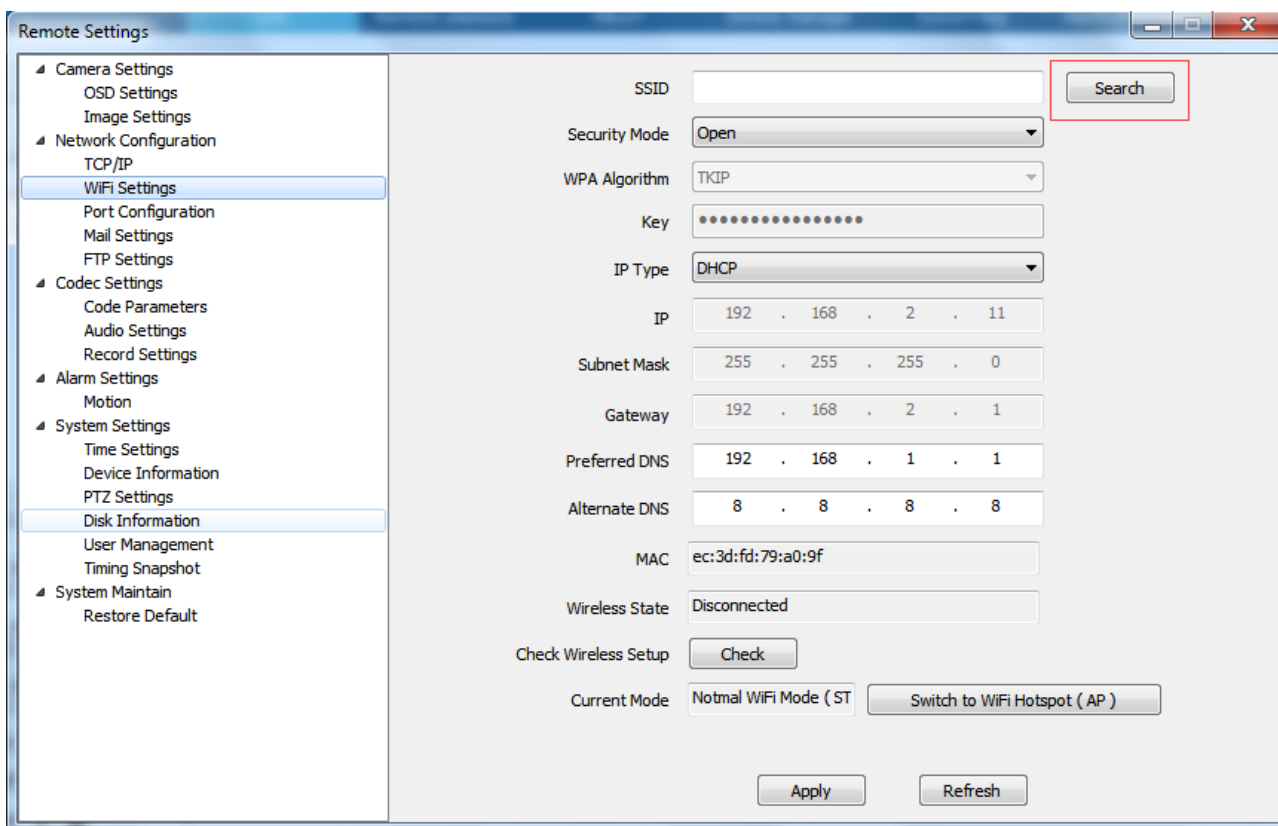 Remote Settings
Camera Settings
OSD Settings
Image Settings
Network Configuration
TCP/IP
WiFi Settings
Port Configuration
Mail Settings
FTP Settings
Codec Settings
Code Parameters
Audio Settings
Record Settings
Alarm Settings
Motion
System Settings
Time Settings
Device Information
PTZ Settings
Disk Information
User Management
Timing Snapshot
System Maintain
Restore Default
SSID Search
Security Mode Open
WPA Algorithm TKIP
Key ••••••••••••••••
IP Type DHCP
IP 192 . 168 . 2 . 11
Subnet Mask 255 . 255 . 255 . 0
Gateway 192 . 168 . 2 . 1
Preferred DNS 192 . 168 . 1 . 1
Alternate DNS 8 . 8 . 8 . 8
MAC ec:3d:fd:79:a0:9f
Wireless State Disconnected
Check Wireless Setup Check
Current Mode Notmal WiFi Mode ( ST Switch to WiFi Hotspot ( AP )
Apply Refresh